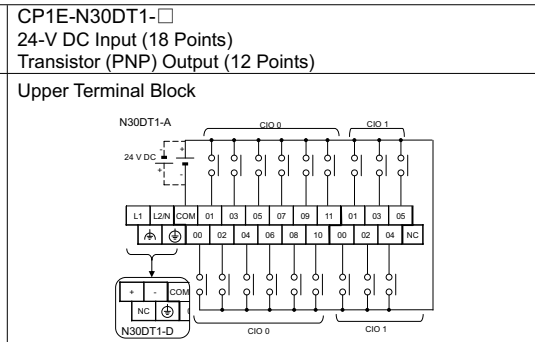 CP1E-N30DT1-□
24-V DC Input (18 Points)
Transistor (PNP) Output (12 Points)
Upper Terminal Block
N30DT1-A
CIO 0
CIO 1
24 V DC
- +
+ -
L1 L2/N COM 01 03 05 07 09 11 01 03 05
00 02 04 06 08 10 00 02 04 NC
+ - COM
NC
N30DT1-D
CIO 0
CIO 1